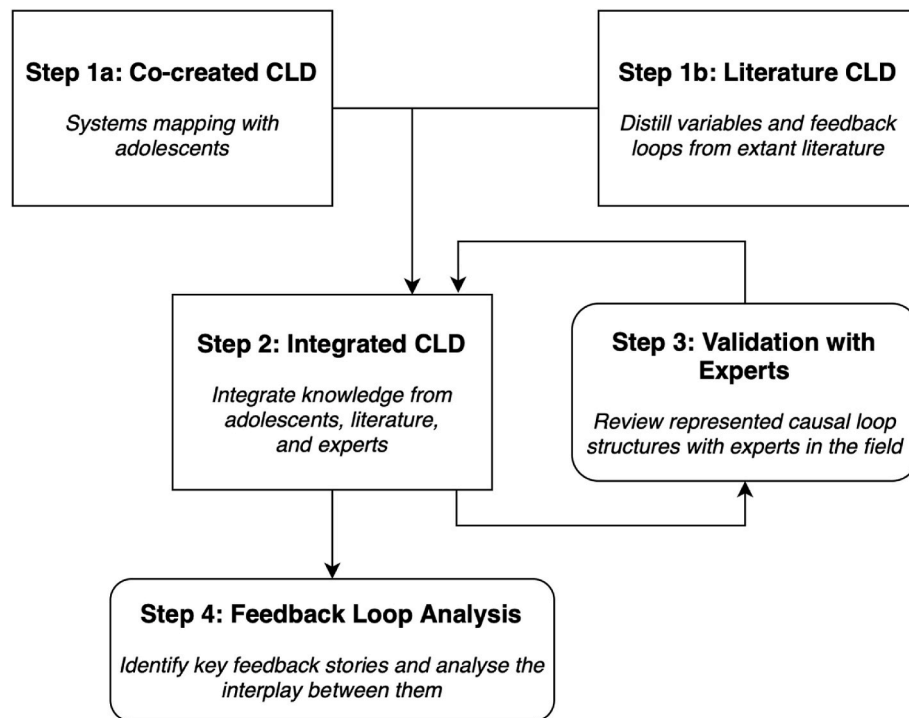 Step 1a: Co-created CLD
Systems mapping with
adolescents
Step 1b: Literature CLD
Distill variables and feedback
loops from extant literature
Step 2: Integrated CLD
Integrate knowledge from
adolescents, literature,
and experts
Step 3: Validation with
Experts
Review represented causal loop
structures with experts in the field
Step 4: Feedback Loop Analysis
Identify key feedback stories and analyse the
interplay between them